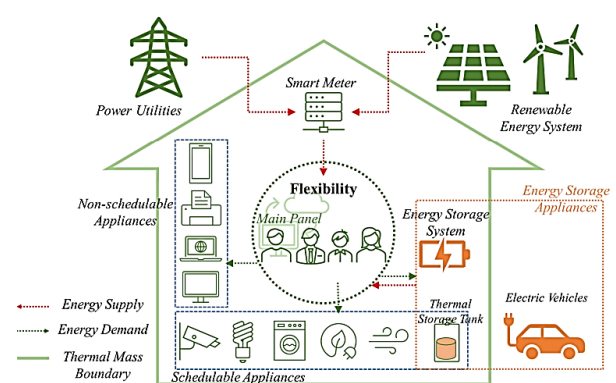 Power Utilities
Smart Meter
Renewable
Energy System
Non-schedulable
Appliances
Flexibility
Main Panel
Energy Storage
Appliances
Energy Storage
System
Energy Supply
Energy Demand
Thermal Mass
Boundary
Thermal
Storage Tank
Electric Vehicles
Schedulable Appliances